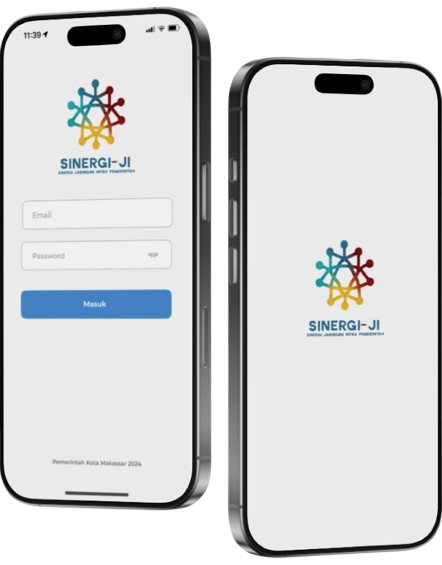 11:39
SINERGI-JI
SINERGI JARINGAN INTRA PEMERINTAH
Email
Password
Masuk
Pemerintah Kota Makassar 2024
SINERGI-JI
SINERGI JARINGAN INTRA PEMERINTAH